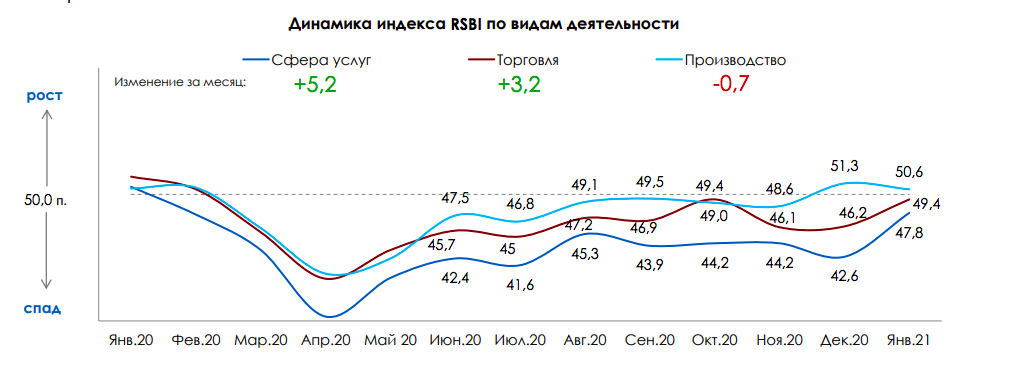 Динамика индекса RSBI по видам деятельности
Сфера услуг Торговля Производство
Изменение за месяц: +5,2 +3,2 -0,7
рост
50,0 п.
спад
47,5 46,8 49,1 49,5 49,4 48,6 51,3 50,6
45,7 45 47,2 46,9 49,0 46,1 46,2 49,4
42,4 41,6 45,3 43,9 44,2 44,2 42,6 47,8
Янв.20 Фев.20 Мар.20 Апр.20 Май 20 Июн.20 Июл.20 Авг.20 Сен.20 Окт.20 Ноя.20 Дек.20 Янв.21